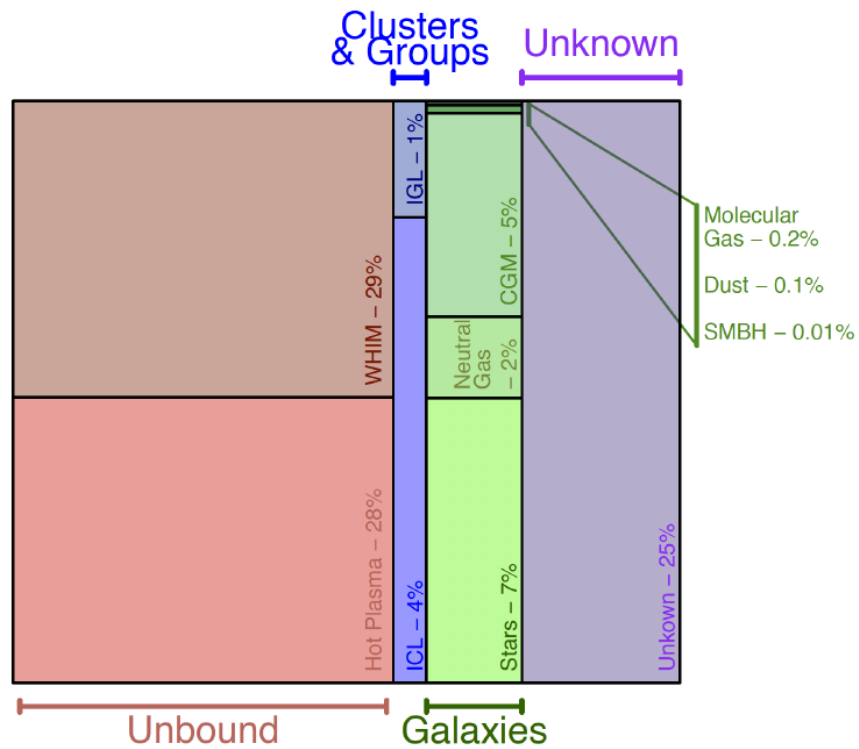 Clusters
& Groups
Unknown
WHIM – 29%
IGL – 1%
CGM – 5%
Neutral
Gas
– 2%
Molecular
Gas – 0.2%
Dust – 0.1%
SMBH – 0.01%
Hot Plasma – 28%
ICL – 4%
Stars – 7%
Unkown – 25%
Unbound
Galaxies